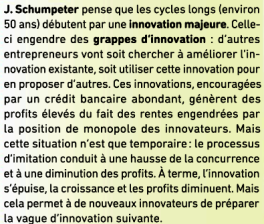 J. Schumpeter pense que les cycles longs (environ
50 ans) débutent par une innovation majeure. Celle-
ci engendre des grappes d'innovation : d'autres
entrepreneurs vont soit chercher à améliorer l'in-
novation existante, soit utiliser cette innovation pour
en proposer d'autres. Ces innovations, encouragées
par un crédit bancaire abondant, génèrent des
profits élevés du fait des rentes engendrées par
la position de monopole des innovateurs. Mais
cette situation n'est que temporaire : le processus
d'imitation conduit à une hausse de la concurrence
et à une diminution des profits. À terme, l'innovation
s'épuise, la croissance et les profits diminuent. Mais
cela permet à de nouveaux innovateurs de préparer
la vague d'innovation suivante.